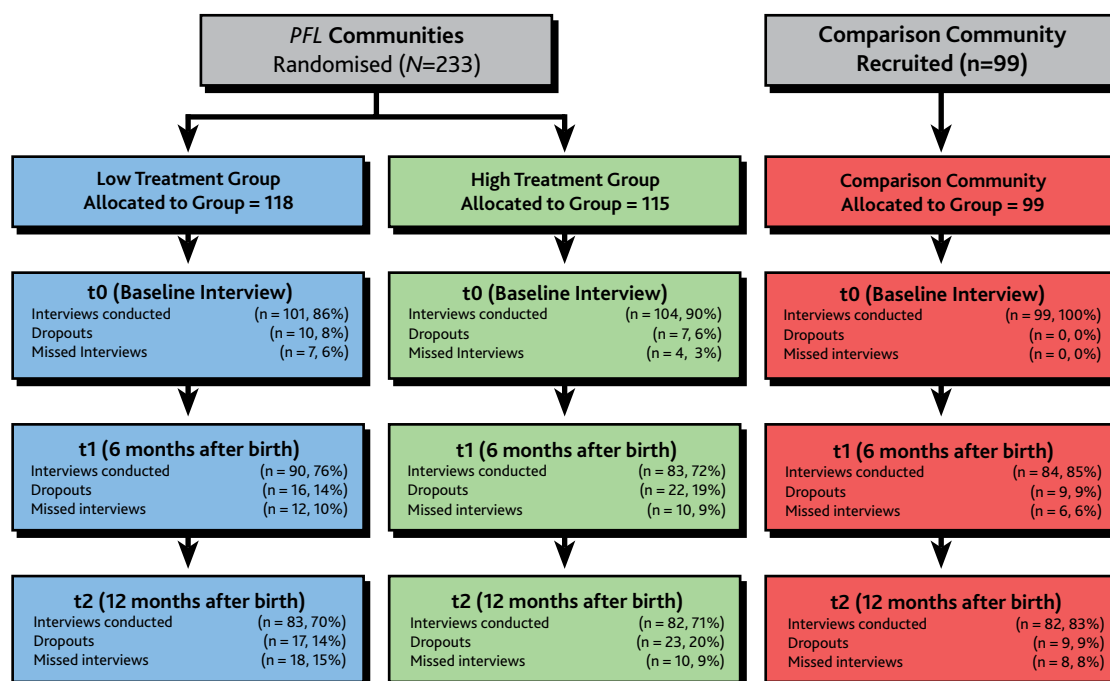 PFL Communities
Randomised (N=233)
Comparison Community
Recruited (n=99)
Low Treatment Group
Allocated to Group = 118
High Treatment Group
Allocated to Group = 115
Comparison Community
Allocated to Group = 99
t0 (Baseline Interview)
Interviews conducted (n = 101, 86%)
Dropouts (n = 10, 8%)
Missed Interviews (n = 7, 6%)
t0 (Baseline Interview)
Interviews conducted (n = 104, 90%)
Dropouts (n = 7, 6%)
Missed Interviews (n = 4, 3%)
t0 (Baseline Interview)
Interviews conducted (n = 99, 100%)
Dropouts (n = 0, 0%)
Missed interviews (n = 0, 0%)
t1 (6 months after birth)
Interviews conducted (n = 90, 76%)
Dropouts (n = 16, 14%)
Missed interviews (n = 12, 10%)
t1 (6 months after birth)
Interviews conducted (n = 83, 72%)
Dropouts (n = 22, 19%)
Missed interviews (n = 10, 9%)
t1 (6 months after birth)
Interviews conducted (n = 84, 85%)
Dropouts (n = 9, 9%)
Missed interviews (n = 6, 6%)
t2 (12 months after birth)
Interviews conducted (n = 83, 70%)
Dropouts (n = 17, 14%)
Missed interviews (n = 18, 15%)
t2 (12 months after birth)
Interviews conducted (n = 82, 71%)
Dropouts (n = 23, 20%)
Missed interviews (n = 10, 9%)
t2 (12 months after birth)
Interviews conducted (n = 82, 83%)
Dropouts (n = 9, 9%)
Missed interviews (n = 8, 8%)